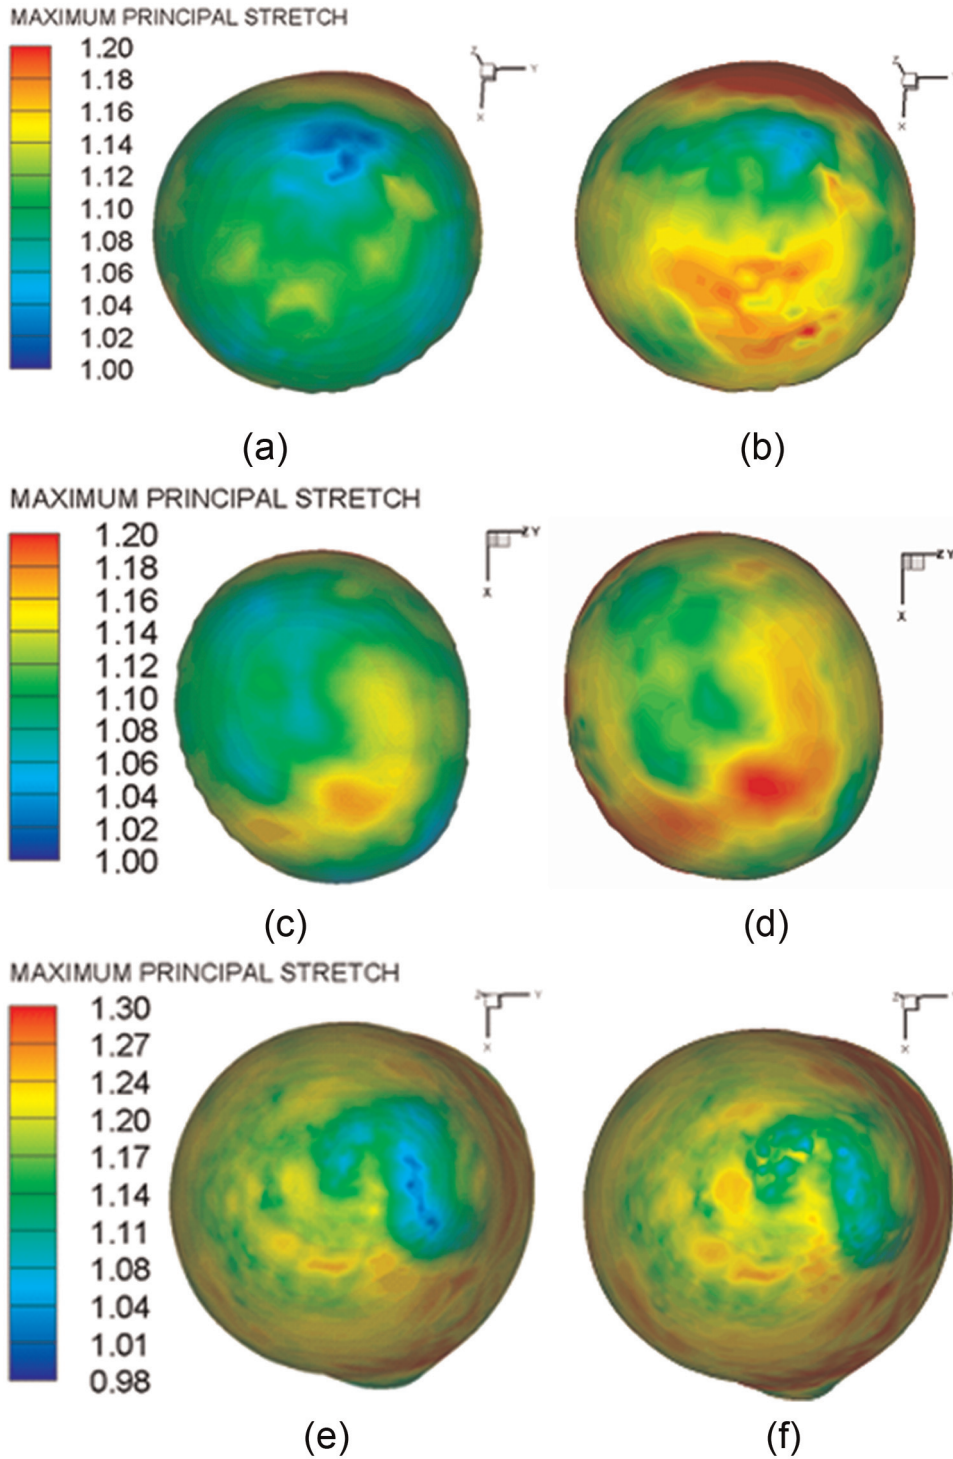 MAXIMUM PRINCIPAL STRETCH
1.20
1.18
1.16
1.14
1.12
1.10
1.08
1.06
1.04
1.02
1.00
Z Y
X
Z
X
(a) (b)
MAXIMUM PRINCIPAL STRETCH
1.20
1.18
1.16
1.14
1.12
1.10
1.08
1.06
1.04
1.02
1.00
ZY
X
ZY
X
(c) (d)
MAXIMUM PRINCIPAL STRETCH
1.30
1.27
1.24
1.20
1.17
1.14
1.11
1.08
1.04
1.01
0.98
Z Y
X
Z
X
(e) (f)